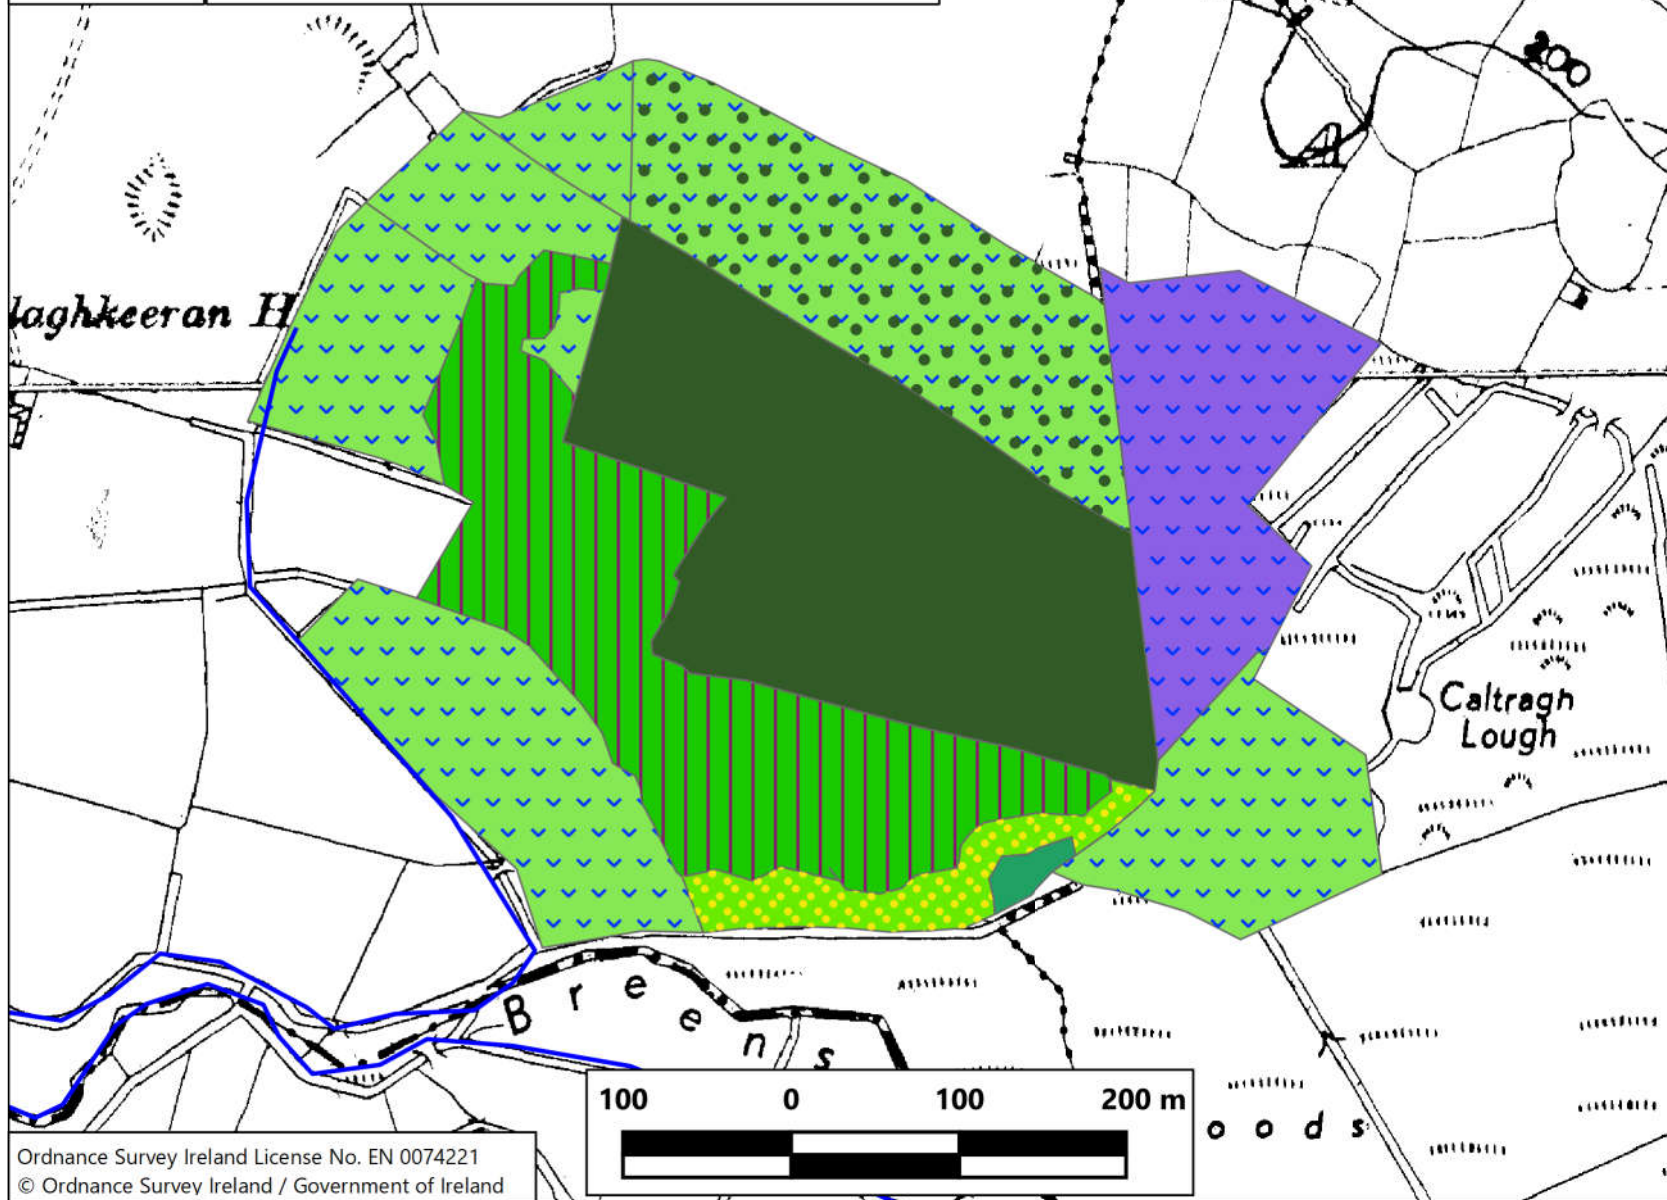 200
A
laghkeeran H
Caltragh
Lough
Breens
oods
100 0 100 200 m
Ordnance Survey Ireland License No. EN 0074221
© Ordnance Survey Ireland / Government of Ireland